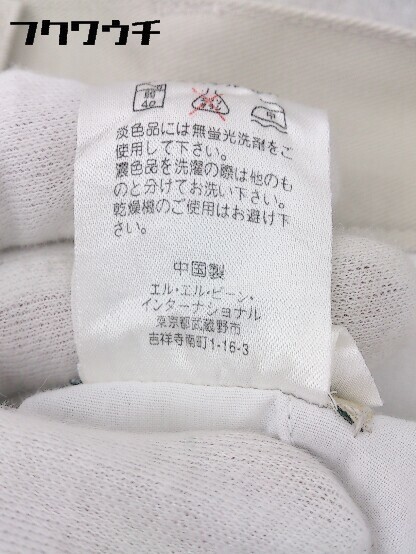 フクワウチ
弱
40
中
淡色品には無蛍光洗剤をご
使用して下さい。
濃色品を洗濯の際は他のも
のと分けてお洗い下さい。
乾燥機のご使用はお避け下
さい。
中国製
エル・エル・ビーン・
インターナショナル
東京都武蔵野市
吉祥寺南町1-16-3